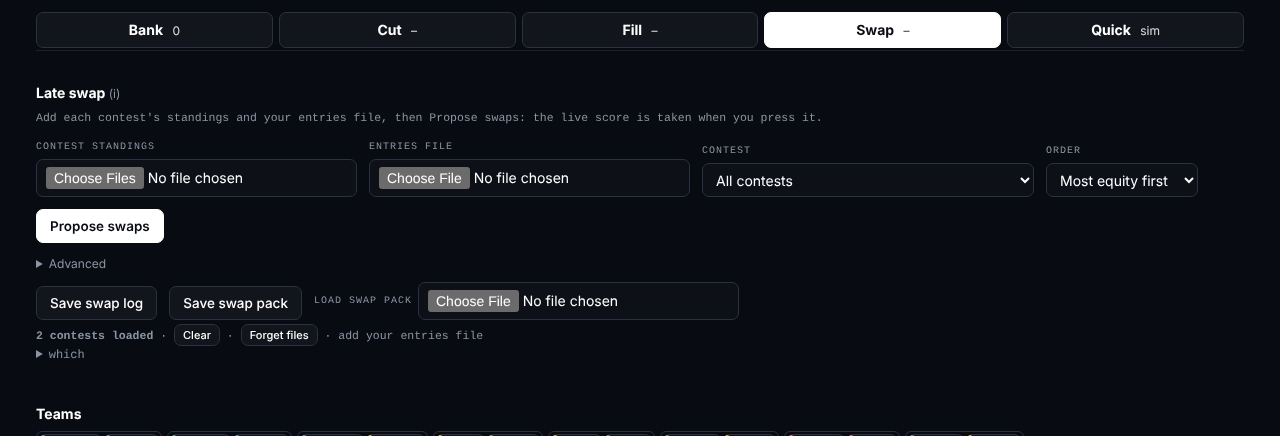 Bank 0 Cut – Fill – Swap – Quick sim
Late swap (i)
Add each contest's standings and your entries file, then Propose swaps: the live score is taken when you press it.
CONTEST STANDINGS ENTRIES FILE CONTEST ORDER
Choose Files No file chosen Choose File No file chosen All contests Most equity first
Propose swaps
Advanced
Save swap log Save swap pack LOAD SWAP PACK Choose File No file chosen
2 contests loaded · Clear · Forget files · add your entries file
which
Teams